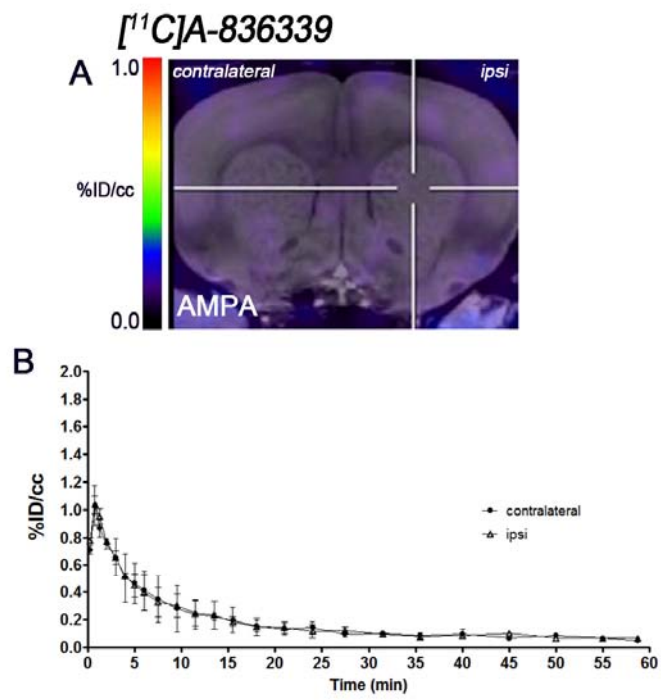 [¹¹C]A-836339
A
1.0
contralateral
ipsi
%ID/cc
0.0
AMPA
B
2.0
1.8
1.6
1.4
1.2
1.0
0.8
0.6
0.4
0.2
0.0
%ID/cc
contralateral
ipsi
0 5 10 15 20 25 30 35 40 45 50 55 60
Time (min)